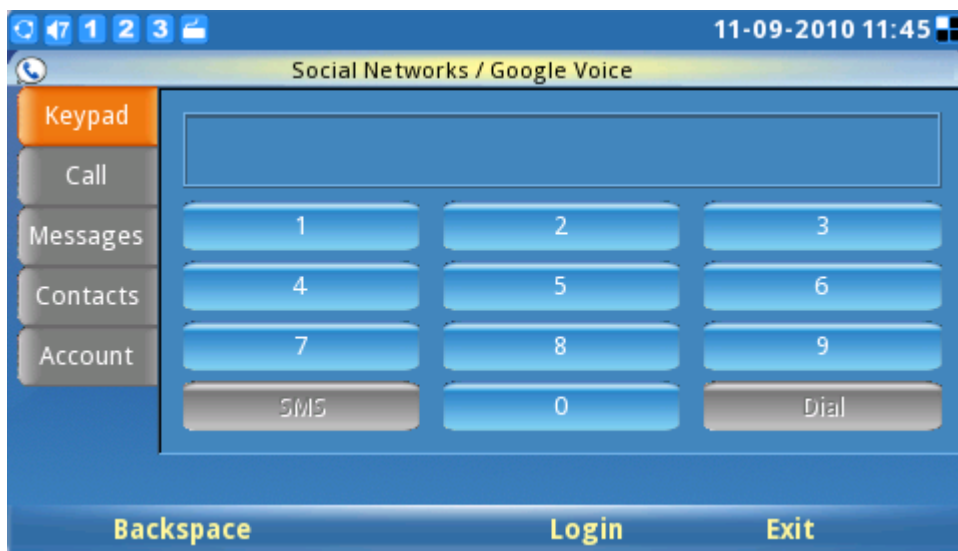 7 1 2 3 11-09-2010 11:45
Social Networks / Google Voice
Keypad
Call
Messages
Contacts
Account
1 2 3
4 5 6
7 8 9
SMS 0 Dial
Backspace Login Exit